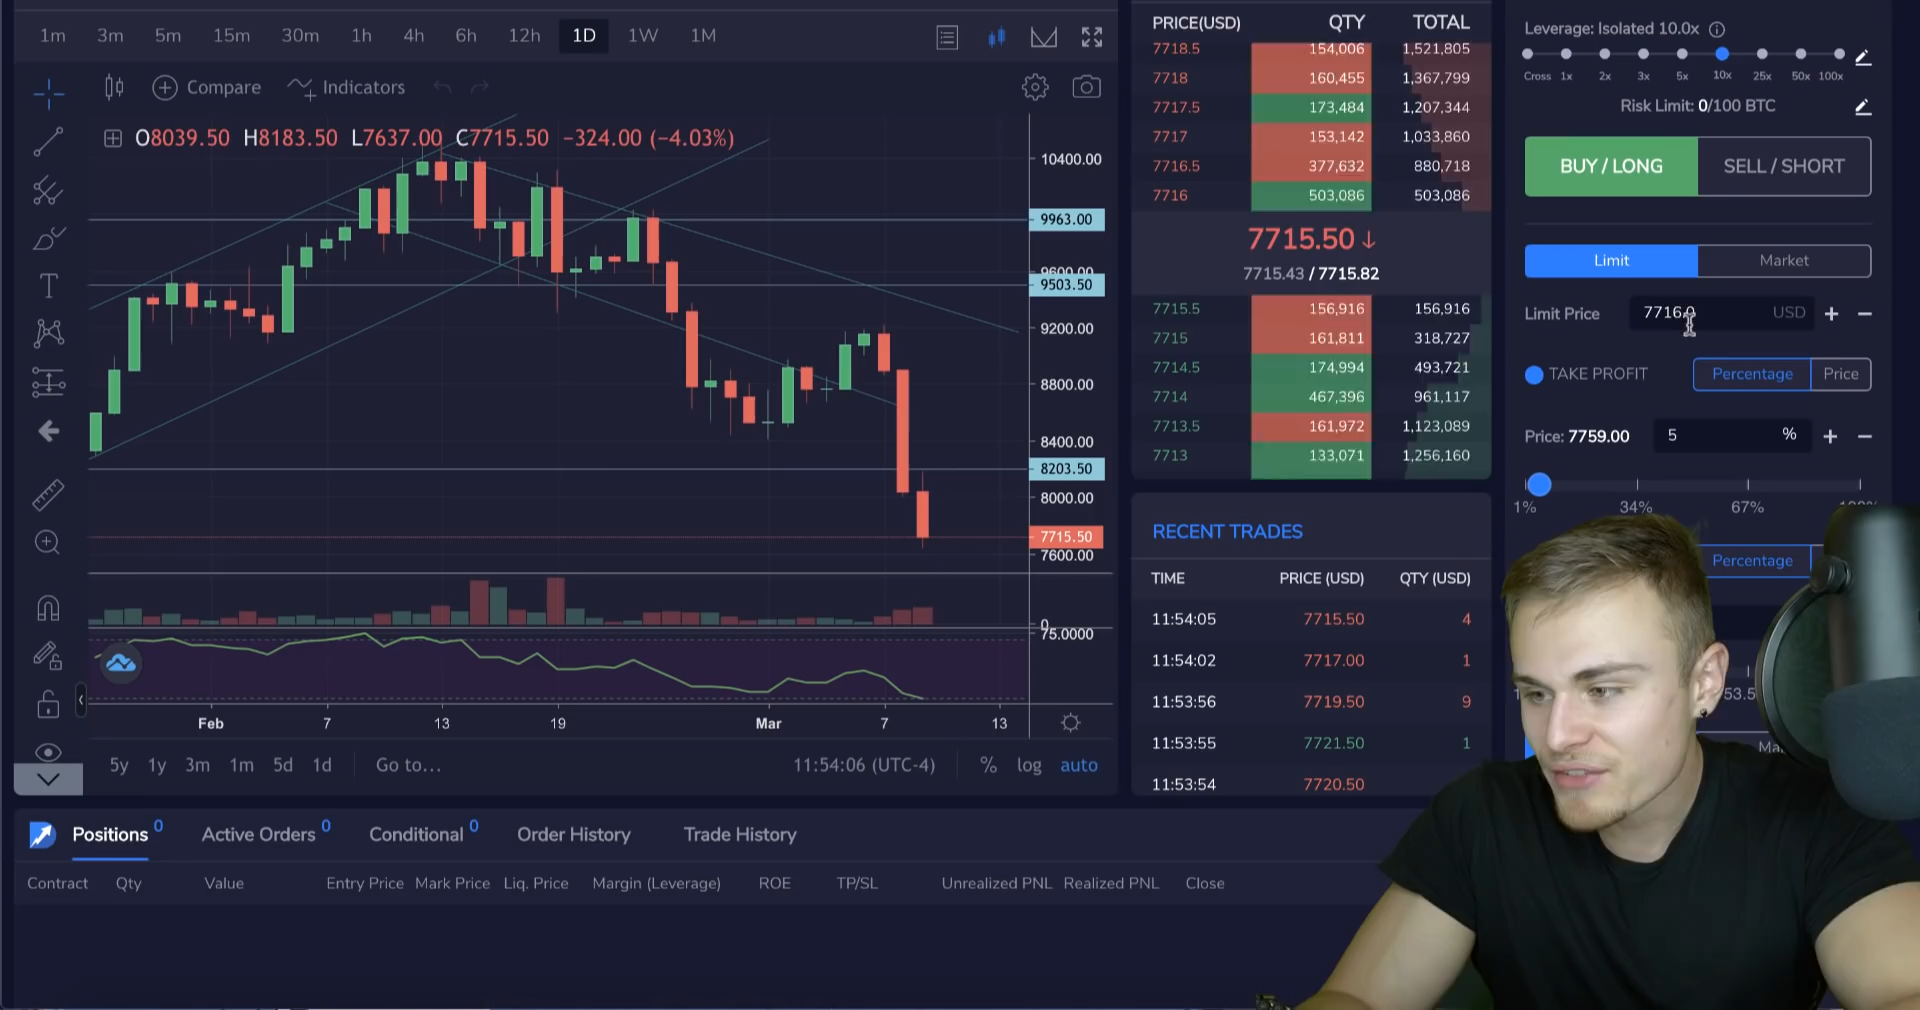 1m 3m 5m 15m 30m 1h 4h 6h 12h 1D 1W 1M
Compare Indicators
O8039.50 H8183.50 L7637.00 C7715.50 −324.00 (−4.03%)
10400.00
9963.00
9600.00
9503.50
9200.00
8800.00
8400.00
8203.50
8000.00
7715.50
7600.00
0
75.0000
Feb 7 13 19 Mar 7 13
5y 1y 3m 1m 5d 1d Go to... 11:54:06 (UTC-4) % log auto
PRICE(USD) QTY TOTAL
7718.5 154,006 1,521,805
7718 160,455 1,367,799
7717.5 173,484 1,207,344
7717 153,142 1,033,860
7716.5 377,632 880,718
7716 503,086 503,086
7715.50↓
7715.43 / 7715.82
7715.5 156,916 156,916
7715 161,811 318,727
7714.5 174,994 493,721
7714 467,396 961,117
7713.5 161,972 1,123,089
7713 133,071 1,256,160
RECENT TRADES
TIME PRICE (USD) QTY (USD)
11:54:05 7715.50 4
11:54:02 7717.00 1
11:53:56 7719.50 9
11:53:55 7721.50 1
11:53:54 7720.50
Leverage: Isolated 10.0x
Cross 1x 2x 3x 5x 10x 25x 50x 100x
Risk Limit: 0/100 BTC
BUY / LONG SELL / SHORT
Limit Market
Limit Price 7716.0 USD + −
TAKE PROFIT Percentage Price
Price: 7759.00 5 % + −
1% 34% 67%
Percentage
53.5
Positions 0 Active Orders 0 Conditional 0 Order History Trade History
Contract Qty Value Entry Price Mark Price Liq. Price Margin (Leverage) ROE TP/SL Unrealized PNL Realized PNL Close